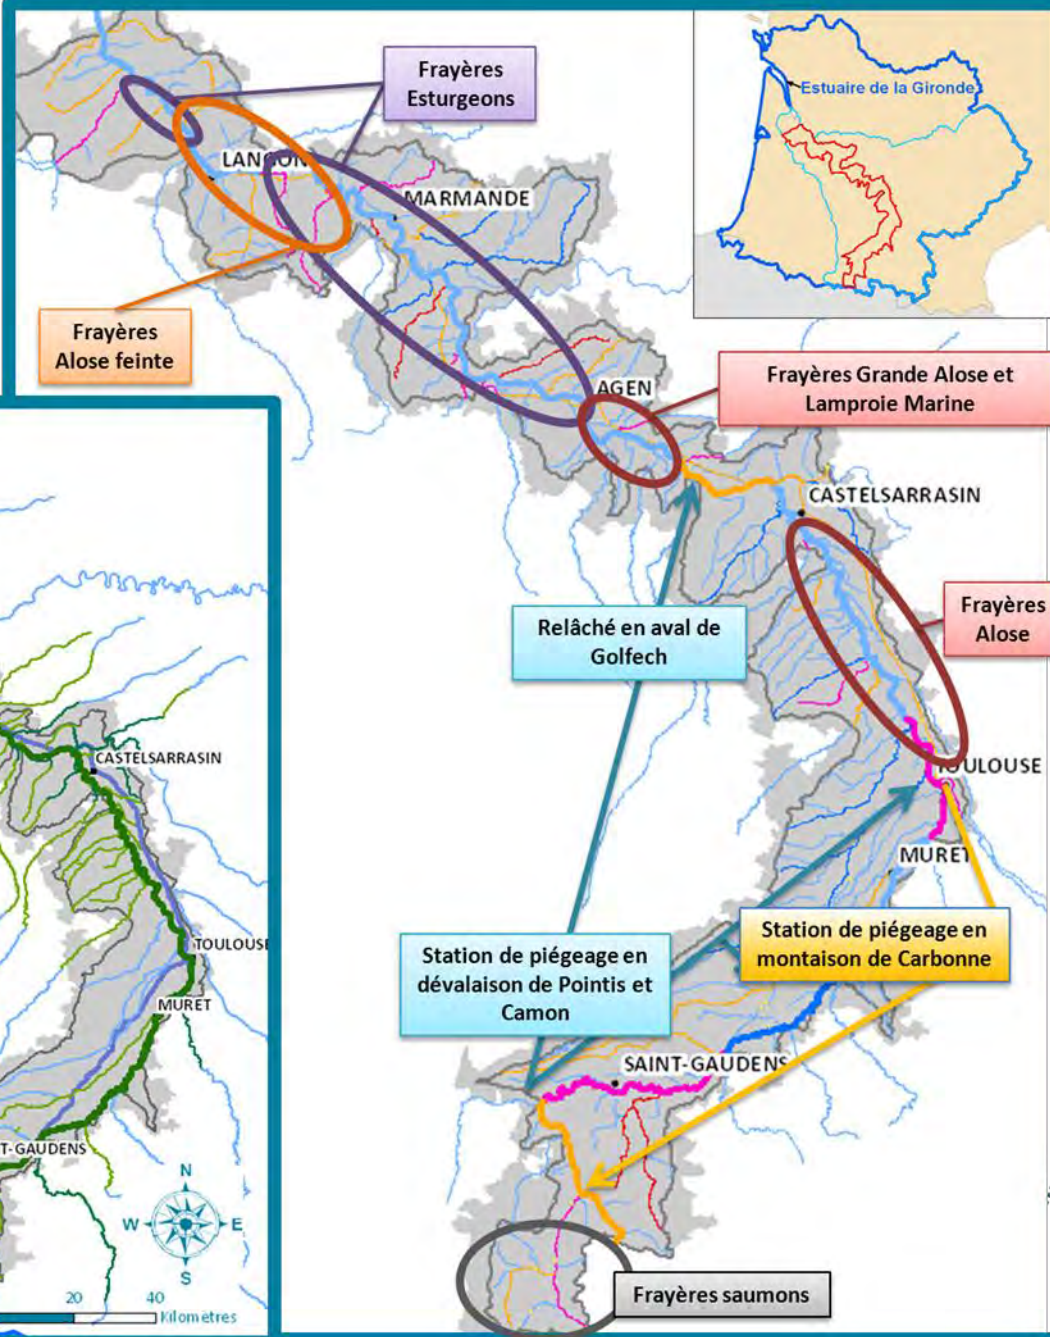 Frayères
Esturgeons
Estuaire de la Gironde
MARMANDE
Frayères
Alose feinte
AGEN
Frayères Grande Alose et
Lamproie Marine
CASTELSARRASIN
Relâché en aval de
Golfech
Frayères
Alose
TOULOUSE
MURET
Station de piégeage en
montaison de Carbonne
Station de piégeage en
dévalaison de Pointis et
Camon
SAINT-GAUDENS
Frayères saumons
CASTELSARRASIN
TOULOUSE
MURET
T-GAUDENS
N
W
E
S
20
40
Kilomètres